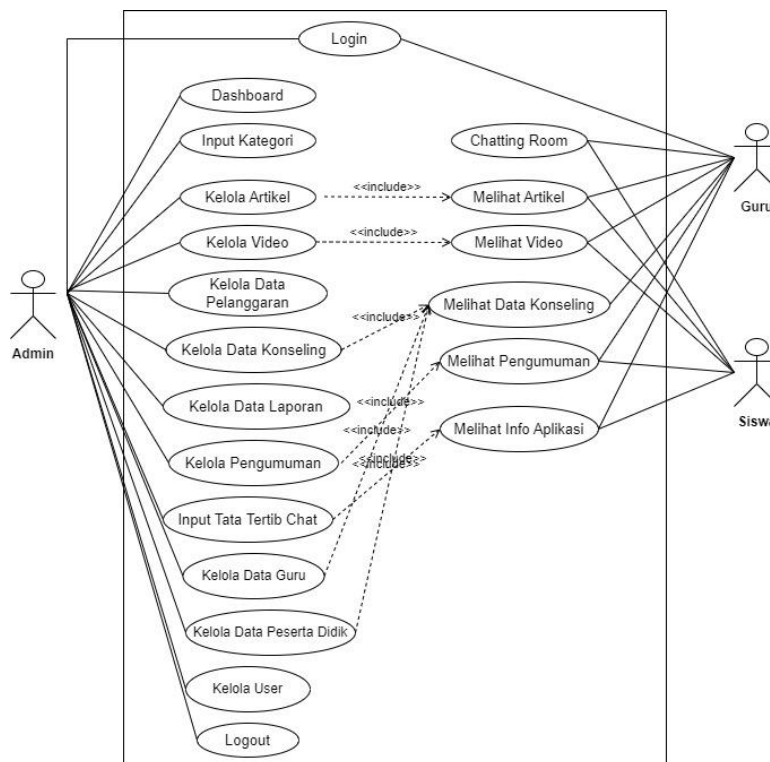 Login
Dashboard
Input Kategori
Chatting Room
<<include>>
Kelola Artikel
Melihat Artikel
<<include>>
Kelola Video
Melihat Video
Kelola Data
Pelanggaran
Melihat Data Konseling
<<include>>
Kelola Data Konseling
Melihat Pengumuman
<<include>>
Kelola Data Laporan
Melihat Info Aplikasi
<<include>>
<<include>>
<<include>>
Kelola Pengumuman
Input Tata Tertib Chat
Kelola Data Guru
Kelola Data Peserta Didik
Kelola User
Logout
Admin
Guru
Siswa